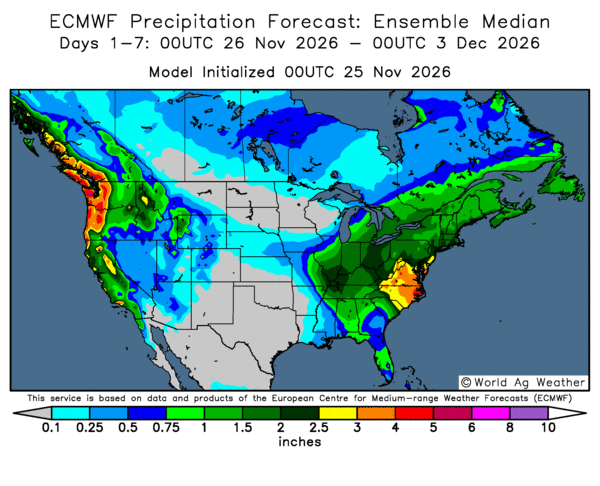 ECMWF Precipitation Forecast: Ensemble Median
Days 1−7: 00UTC 26 Nov 2026 − 00UTC 3 Dec 2026
Model Initialized 00UTC 25 Nov 2026
© World Ag Weather
This service is based on data and products of the European Centre for Medium-range Weather Forecasts (ECMWF)
0.1 0.25 0.5 0.75 1 1.5 2 2.5 3 4 5 6 8 10
inches